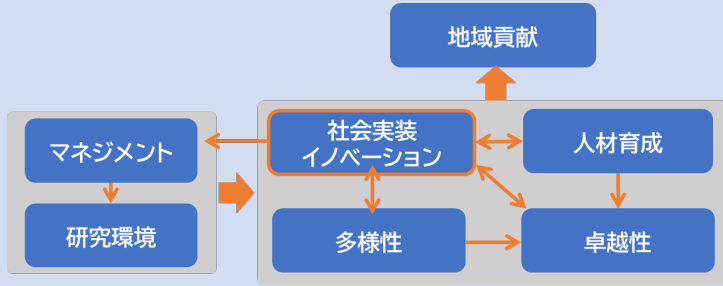 地域貢献
マネジメント
研究環境
社会実装
イノベーション
人材育成
多様性
卓越性